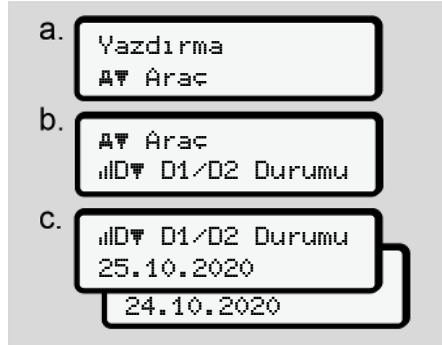 a.
Yazdırma
Araç
b.
Araç
D▼ D1/D2 Durumu
c.
D▼ D1/D2 Durumu
25.10.2020
24.10.2020